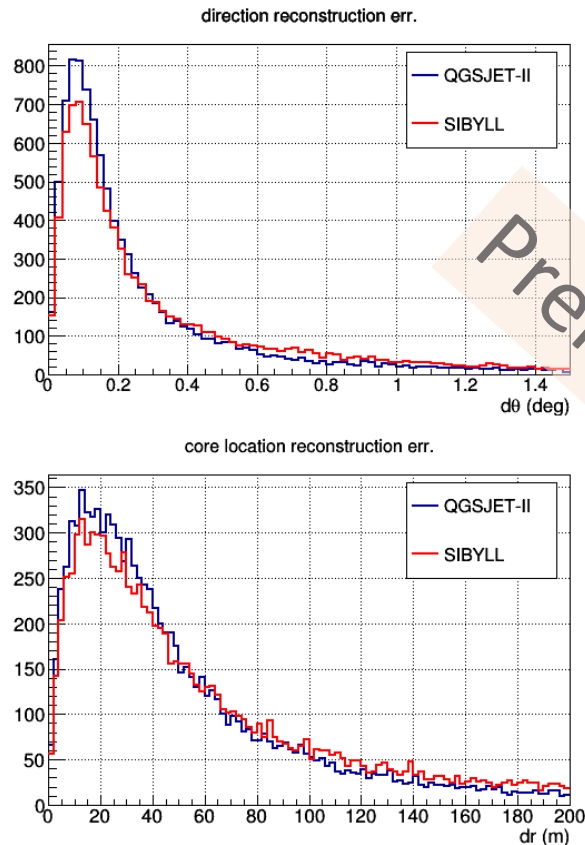 direction reconstruction err.
800
700
600
500
400
300
200
100
0
QGSJET-II
SIBYLL
0 0.2 0.4 0.6 0.8 1 1.2 1.4
dθ (deg)
Prel
core location reconstruction err.
350
300
250
200
150
100
50
0
QGSJET-II
SIBYLL
0 20 40 60 80 100 120 140 160 180 200
dr (m)